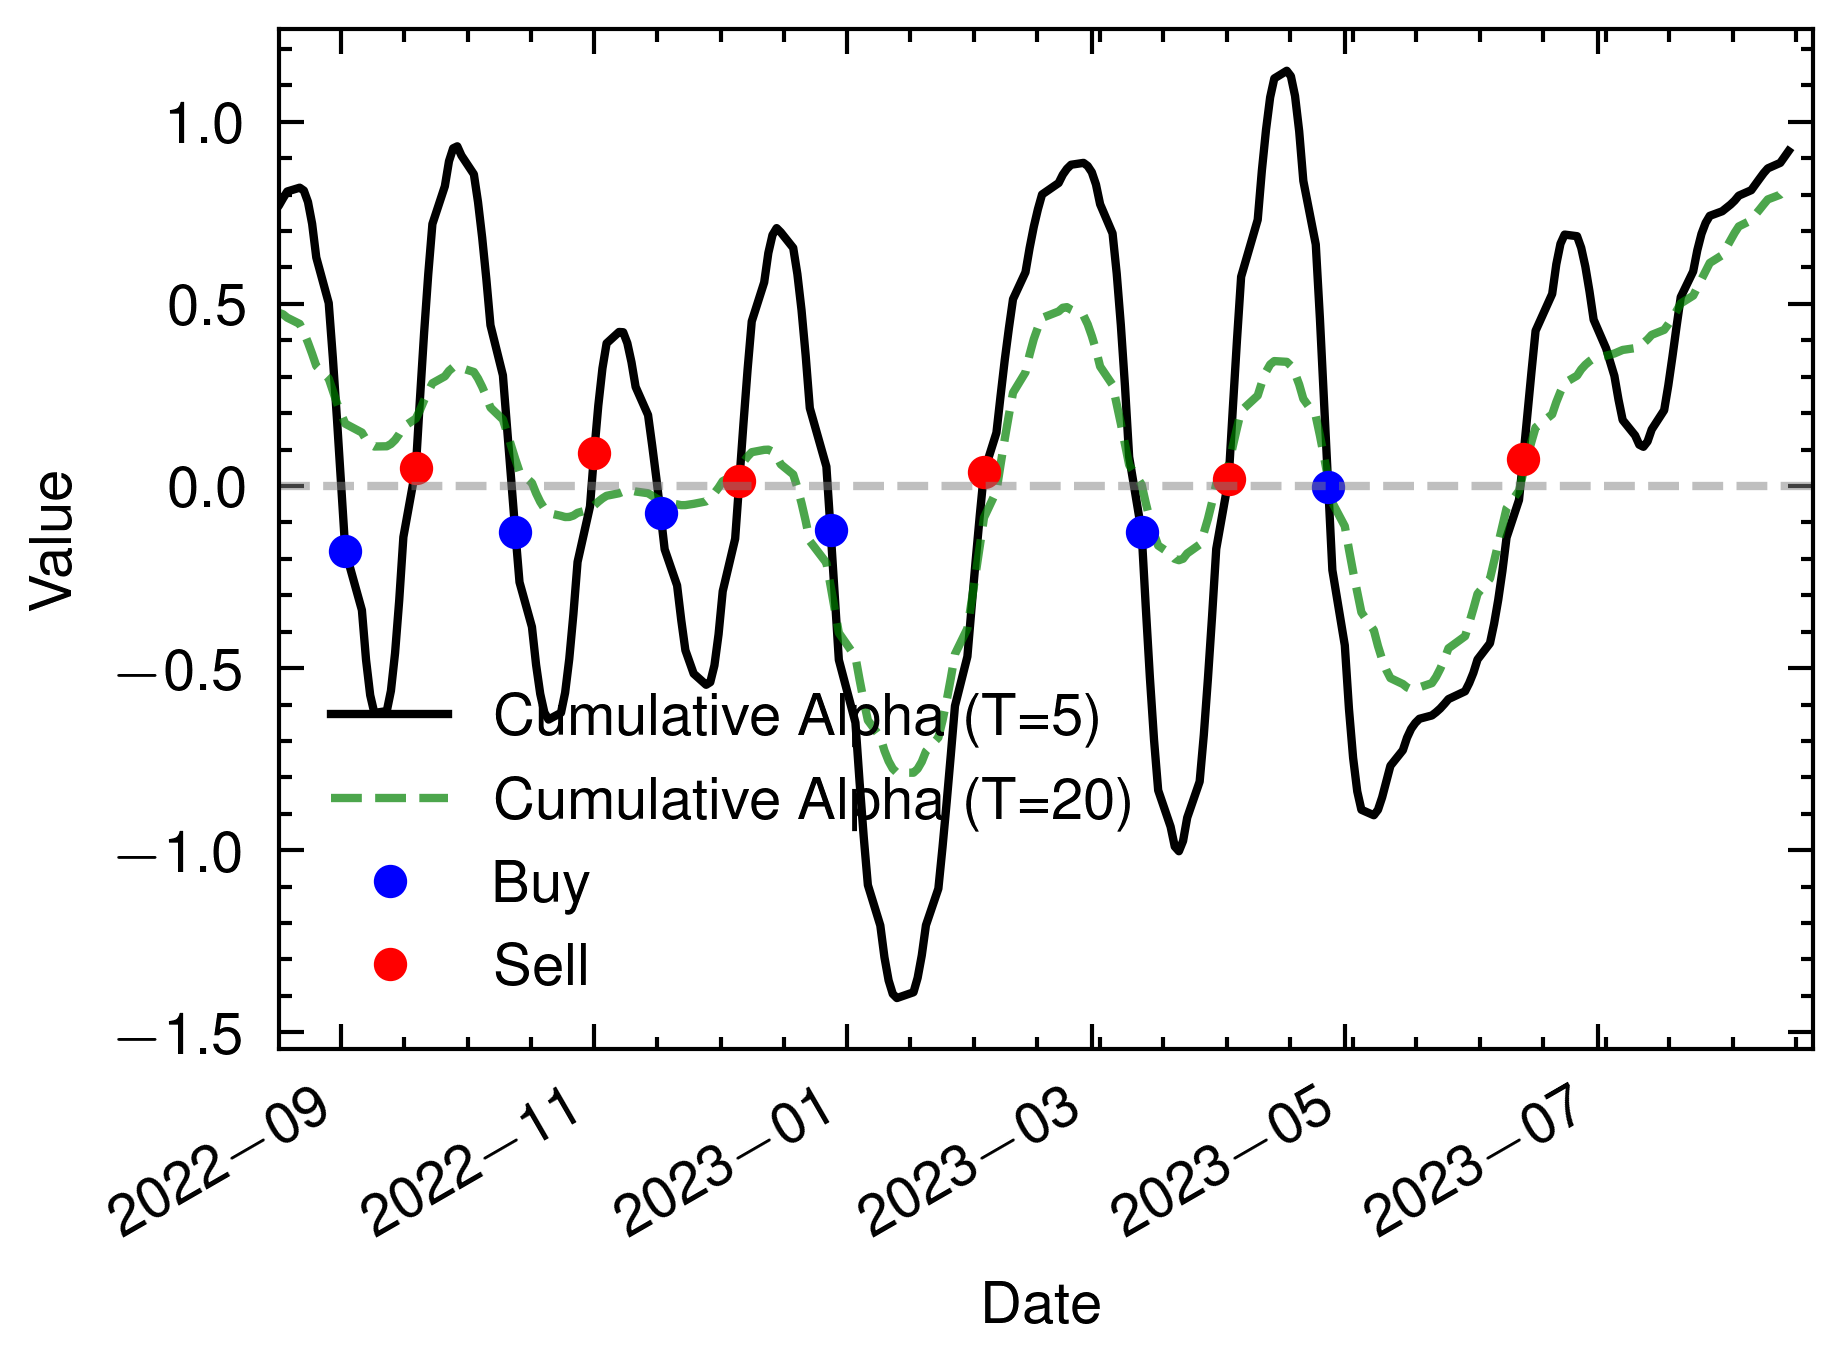 Value
1.0
0.5
0.0
−0.5
−1.0
−1.5
Cumulative Alpha (T=5)
Cumulative Alpha (T=20)
Buy
Sell
2022−09
2022−11
2023−01
2023−03
2023−05
2023−07
Date